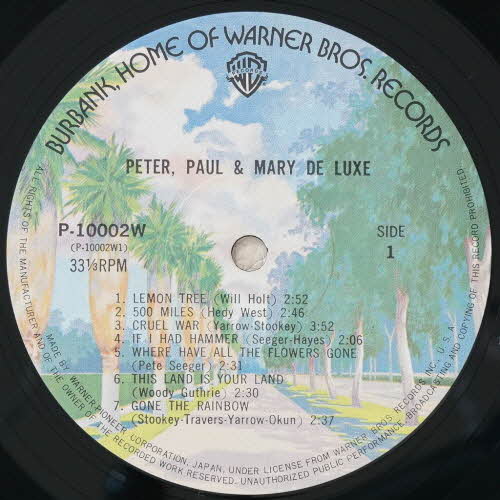 BURBANK, HOME OF WARNER BROS. RECORDS
PETER, PAUL & MARY DE LUXE
P-10002W
(P-10002W1)
33⅓RPM
SIDE
1
1. LEMON TREE (Will Holt) 2:52
2. 500 MILES (Hedy West) 2:46
3. CRUEL WAR (Yarrow-Stookey) 3:52
4. IF I HAD HAMMER (Seeger-Hayes) 2:06
5. WHERE HAVE ALL THE FLOWERS GONE
(Pete Seeger) 2:31
6. THIS LAND IS YOUR LAND
(Woody Guthrie) 2:30
7. GONE THE RAINBOW
(Stookey-Travers-Yarrow-Okun) 2:37
ALL RIGHTS OF THE MANUFACTURER AND OF THE OWNER OF THE RECORDED WORK RESERVED. UNAUTHORIZED PUBLIC PERFORMANCE, BROADCASTING AND COPYING OF THIS RECORD PROHIBITED.
MADE BY WARNER-PIONEER CORPORATION, JAPAN, UNDER LICENSE FROM WARNER BROS RECORDS INC., U.S.A.